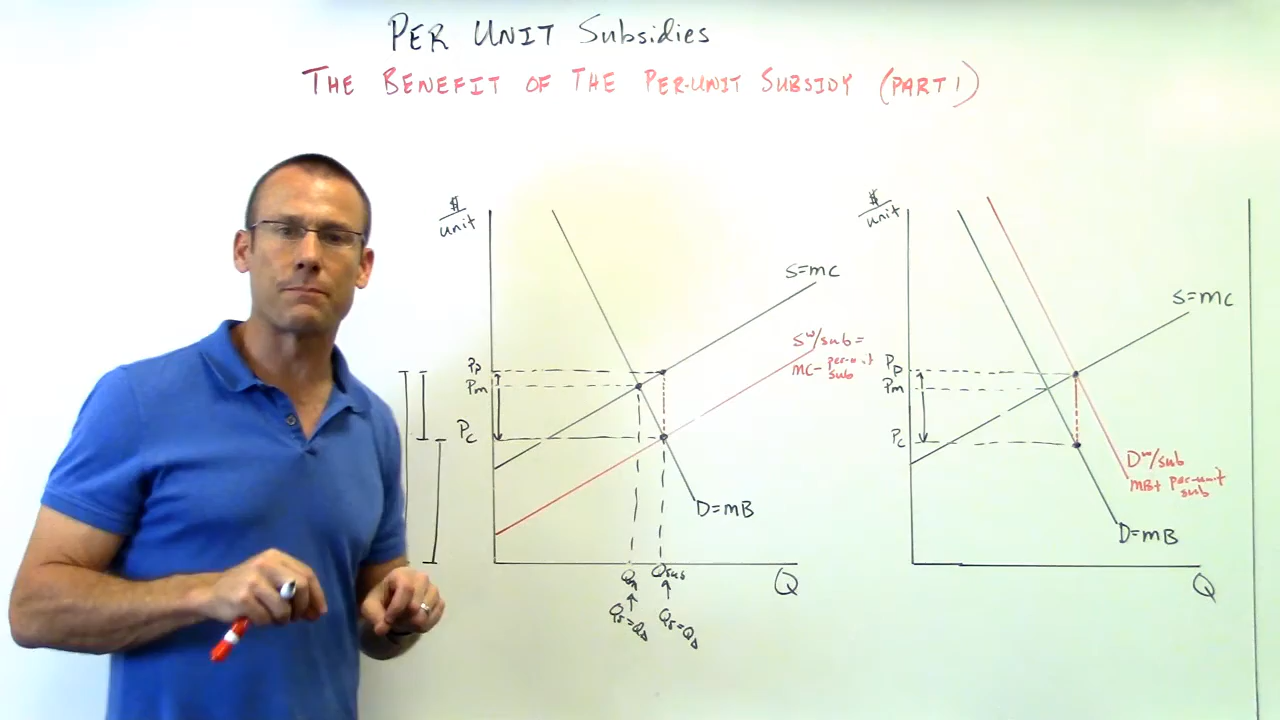 PER UNIT Subsidies
THE BENEFIT OF THE PER-UNIT SUBSIDY (PART 1)
$/unit
S=MC
S w/sub =
MC- per-unit sub
Pp
Pm
Pc
D=MB
Qm
Qsub
Q
Qs=QD
Qs=QD
$/unit
S=MC
Pp
Pm
Pc
D w/sub
MB+ per-unit sub
D=MB
Q